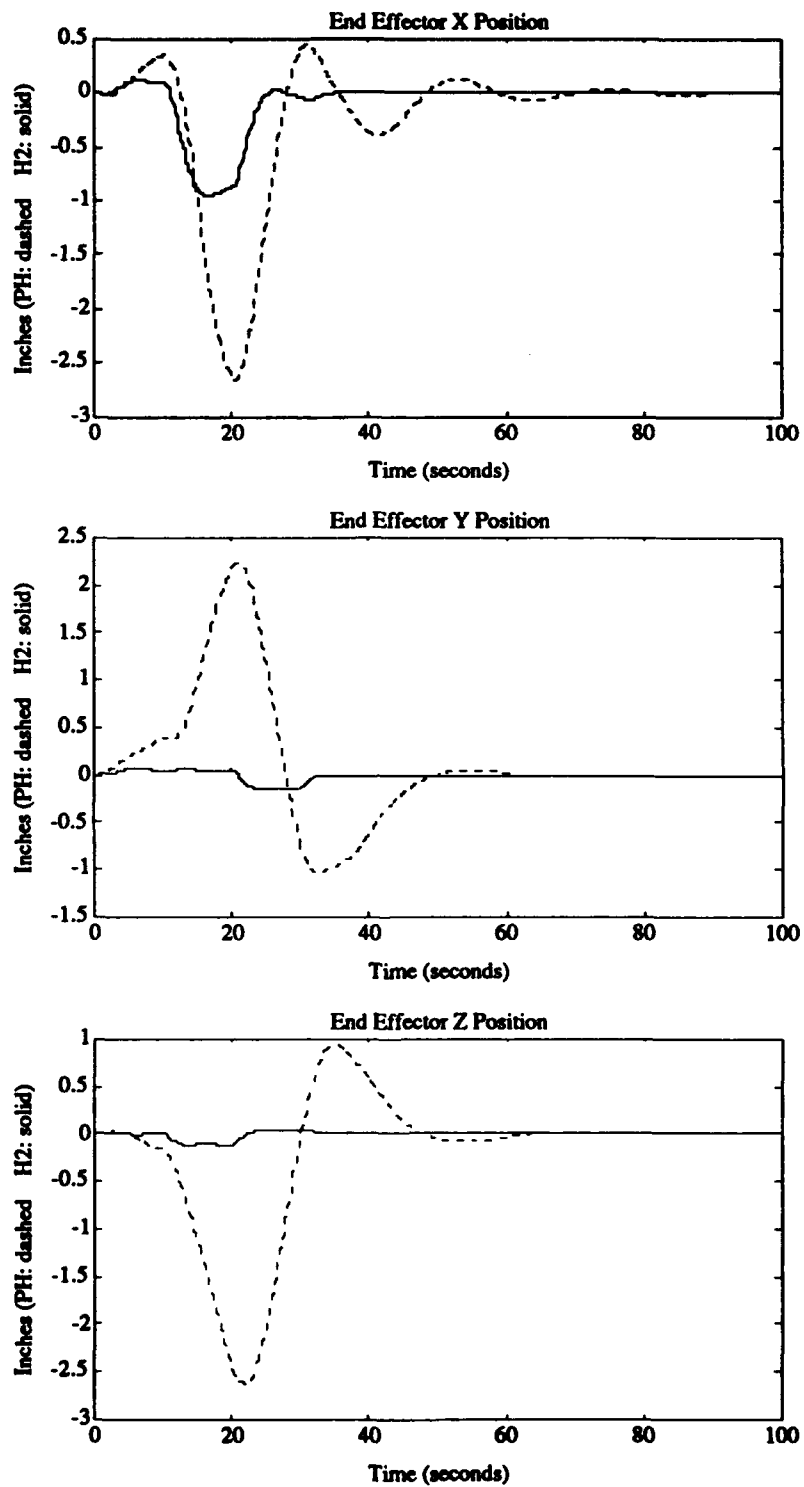 End Effector X Position
Inches (PH: dashed H2: solid)
0.5
0
-0.5
-1
-1.5
-2
-2.5
-3
0 20 40 60 80 100
Time (seconds)
End Effector Y Position
Inches (PH: dashed H2: solid)
2.5
2
1.5
1
0.5
0
-0.5
-1
-1.5
0 20 40 60 80 100
Time (seconds)
End Effector Z Position
Inches (PH: dashed H2: solid)
1
0.5
0
-0.5
-1
-1.5
-2
-2.5
-3
0 20 40 60 80 100
Time (seconds)